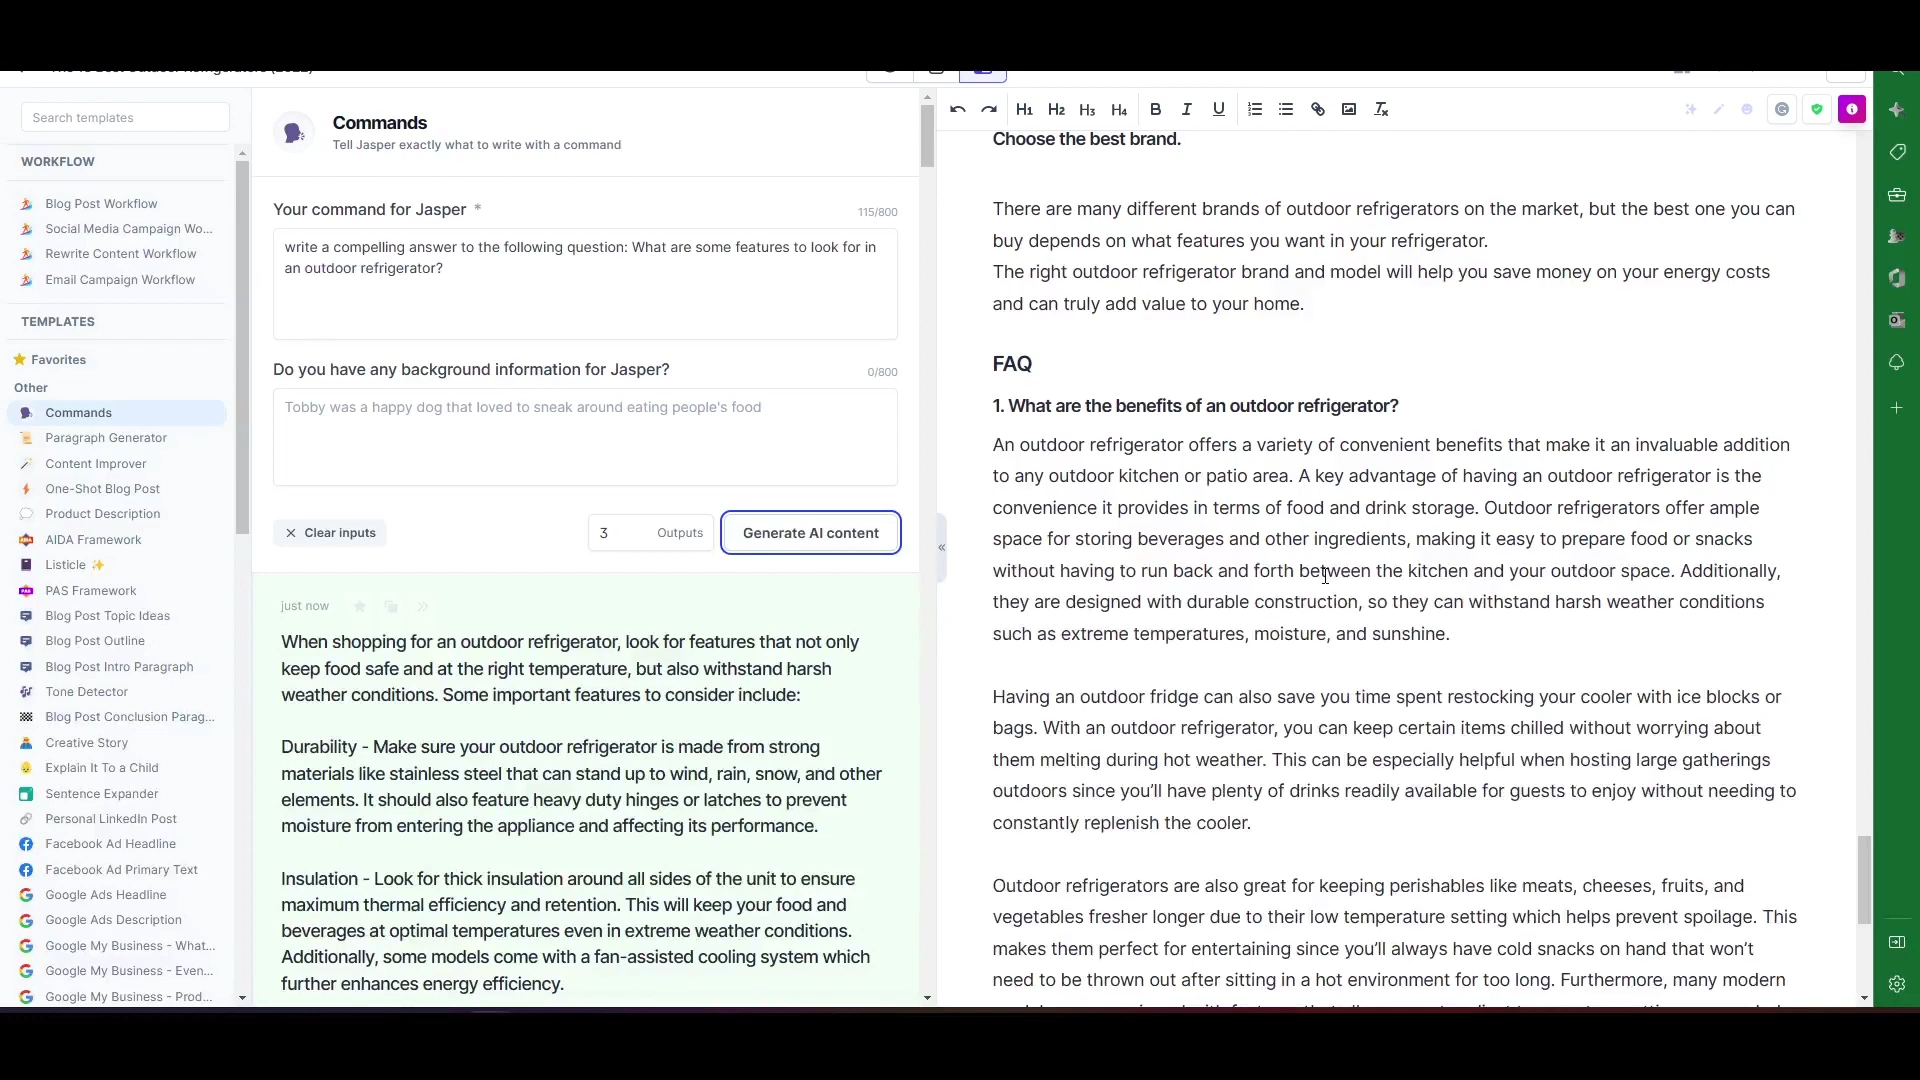 Search templates
WORKFLOW
Blog Post Workflow
Social Media Campaign Wo...
Rewrite Content Workflow
Email Campaign Workflow
TEMPLATES
Favorites
Other
Commands
Paragraph Generator
Content Improver
One-Shot Blog Post
Product Description
AIDA Framework
Listicle ✨
PAS Framework
Blog Post Topic Ideas
Blog Post Outline
Blog Post Intro Paragraph
Tone Detector
Blog Post Conclusion Parag...
Creative Story
Explain It To a Child
Sentence Expander
Personal LinkedIn Post
Facebook Ad Headline
Facebook Ad Primary Text
Google Ads Headline
Google Ads Description
Google My Business - What...
Google My Business - Even...
Google My Business - Prod...
Commands
Tell Jasper exactly what to write with a command
Your command for Jasper *
115/800
write a compelling answer to the following question: What are some features to look for in
an outdoor refrigerator?
Do you have any background information for Jasper?
0/800
Tobby was a happy dog that loved to sneak around eating people's food
Clear inputs
3 Outputs
Generate AI content
just now
When shopping for an outdoor refrigerator, look for features that not only
keep food safe and at the right temperature, but also withstand harsh
weather conditions. Some important features to consider include:
Durability - Make sure your outdoor refrigerator is made from strong
materials like stainless steel that can stand up to wind, rain, snow, and other
elements. It should also feature heavy duty hinges or latches to prevent
moisture from entering the appliance and affecting its performance.
Insulation - Look for thick insulation around all sides of the unit to ensure
maximum thermal efficiency and retention. This will keep your food and
beverages at optimal temperatures even in extreme weather conditions.
Additionally, some models come with a fan-assisted cooling system which
further enhances energy efficiency.
H1 H2 H3 H4 B I U
Choose the best brand.
There are many different brands of outdoor refrigerators on the market, but the best one you can
buy depends on what features you want in your refrigerator.
The right outdoor refrigerator brand and model will help you save money on your energy costs
and can truly add value to your home.
FAQ
1. What are the benefits of an outdoor refrigerator?
An outdoor refrigerator offers a variety of convenient benefits that make it an invaluable addition
to any outdoor kitchen or patio area. A key advantage of having an outdoor refrigerator is the
convenience it provides in terms of food and drink storage. Outdoor refrigerators offer ample
space for storing beverages and other ingredients, making it easy to prepare food or snacks
without having to run back and forth between the kitchen and your outdoor space. Additionally,
they are designed with durable construction, so they can withstand harsh weather conditions
such as extreme temperatures, moisture, and sunshine.
Having an outdoor fridge can also save you time spent restocking your cooler with ice blocks or
bags. With an outdoor refrigerator, you can keep certain items chilled without worrying about
them melting during hot weather. This can be especially helpful when hosting large gatherings
outdoors since you’ll have plenty of drinks readily available for guests to enjoy without needing to
constantly replenish the cooler.
Outdoor refrigerators are also great for keeping perishables like meats, cheeses, fruits, and
vegetables fresher longer due to their low temperature setting which helps prevent spoilage. This
makes them perfect for entertaining since you’ll always have cold snacks on hand that won’t
need to be thrown out after sitting in a hot environment for too long. Furthermore, many modern